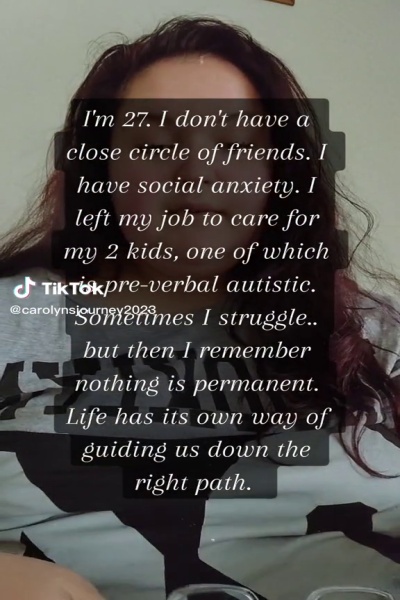 I'm 27. I don't have a
close circle of friends. I
have social anxiety. I
left my job to care for
my 2 kids, one of which
is pre-verbal autistic.
TikTok
@carolynsjourney2023
Sometimes I struggle..
but then I remember
nothing is permanent.
Life has its own way of
guiding us down the
right path.